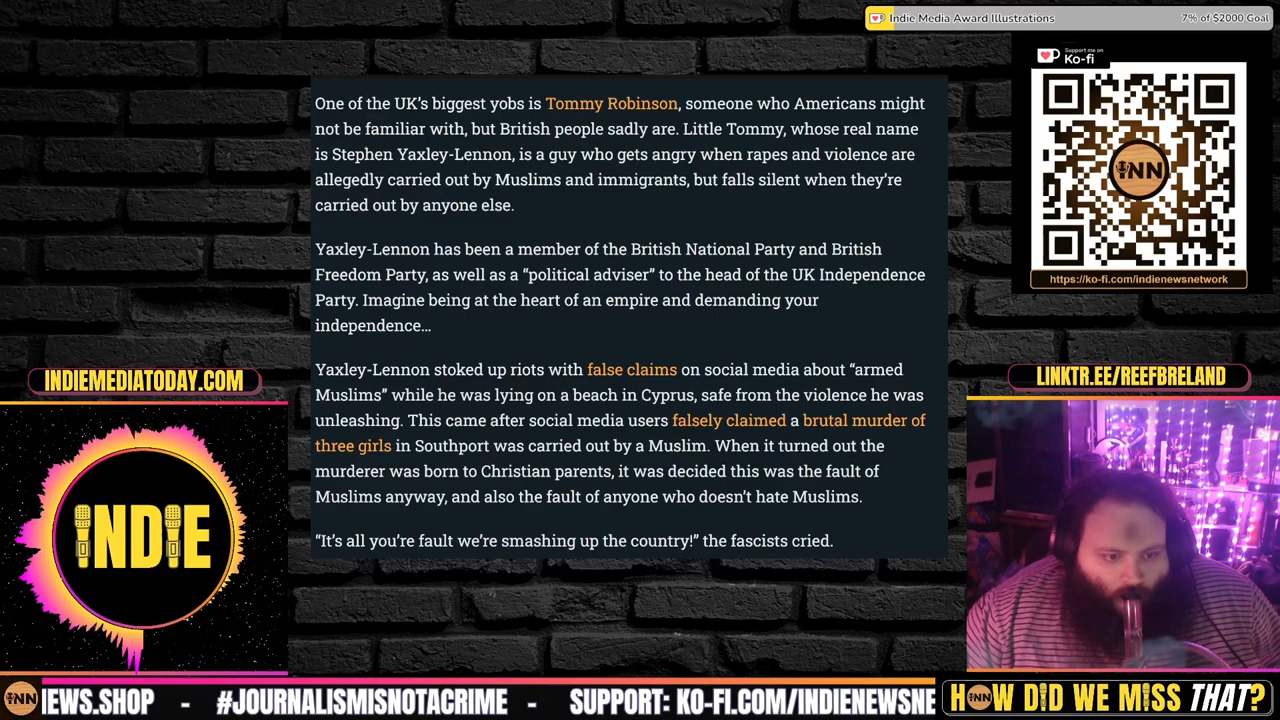 Indie Media Award Illustrations 7% of $2000 Goal
Support me on
Ko-fi
iNN
https://ko-fi.com/indienewsnetwork
One of the UK’s biggest yobs is Tommy Robinson, someone who Americans might
not be familiar with, but British people sadly are. Little Tommy, whose real name
is Stephen Yaxley-Lennon, is a guy who gets angry when rapes and violence are
allegedly carried out by Muslims and immigrants, but falls silent when they’re
carried out by anyone else.
Yaxley-Lennon has been a member of the British National Party and British
Freedom Party, as well as a “political adviser” to the head of the UK Independence
Party. Imagine being at the heart of an empire and demanding your
independence…
Yaxley-Lennon stoked up riots with false claims on social media about “armed
Muslims” while he was lying on a beach in Cyprus, safe from the violence he was
unleashing. This came after social media users falsely claimed a brutal murder of
three girls in Southport was carried out by a Muslim. When it turned out the
murderer was born to Christian parents, it was decided this was the fault of
Muslims anyway, and also the fault of anyone who doesn’t hate Muslims.
“It’s all you’re fault we’re smashing up the country!” the fascists cried.
INDIEMEDIATODAY.COM
LINKTR.EE/REEFBRELAND
INDIE
iNN IEWS.SHOP - #JOURNALISMISNOTACRIME - SUPPORT: KO-FI.COM/INDIENEWSNE
HOW DID WE MISS THAT?